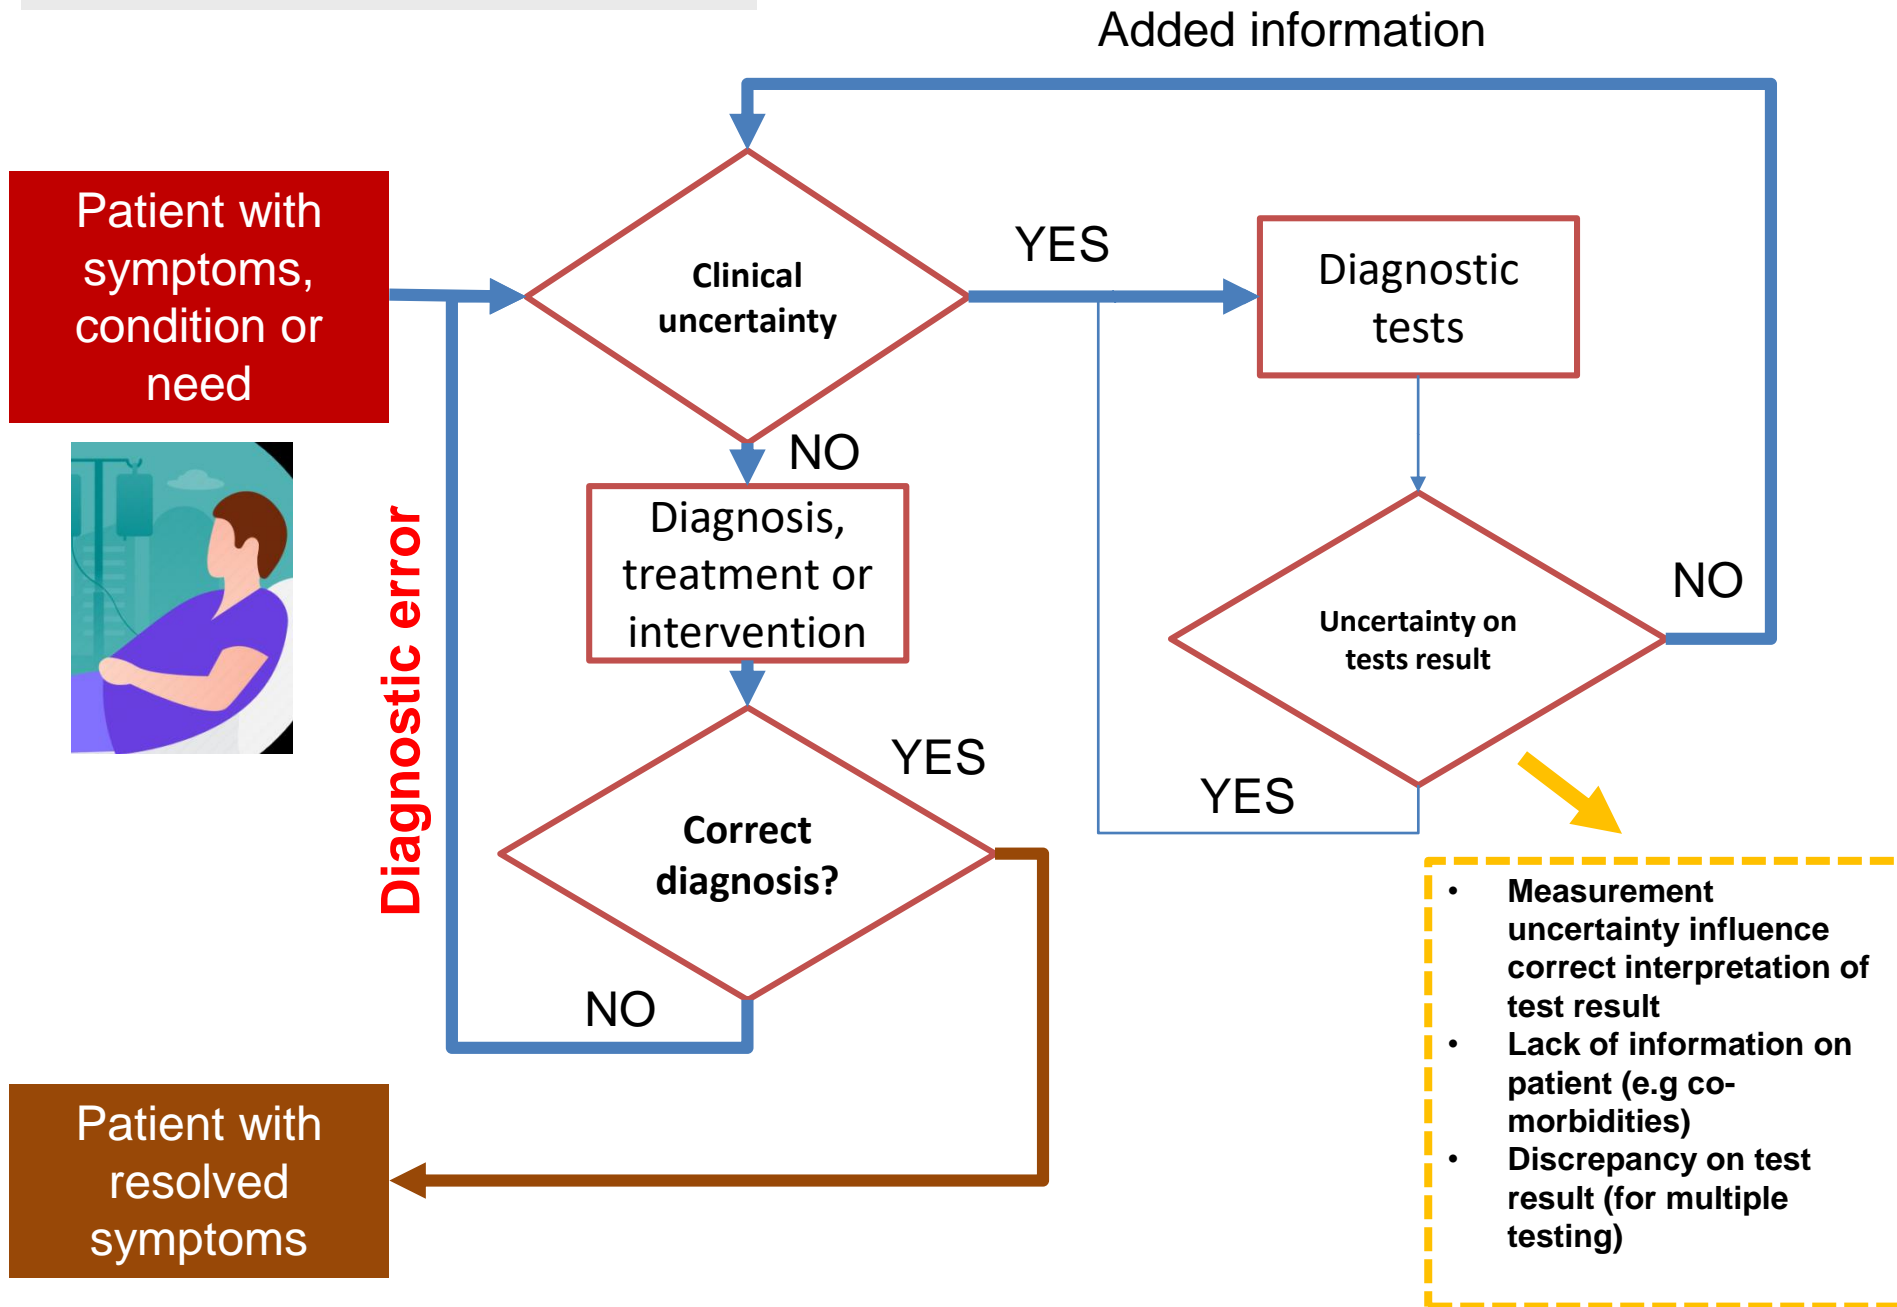 Added information
Patient with
symptoms,
condition or
need
Clinical
uncertainty
YES
Diagnostic
tests
NO
Diagnosis,
treatment or
intervention
Diagnostic error
Uncertainty on
tests result
NO
YES
YES
Correct
diagnosis?
NO
• Measurement
uncertainty influence
correct interpretation of
test result
• Lack of information on
patient (e.g co-
morbidities)
• Discrepancy on test
result (for multiple
testing)
Patient with
resolved
symptoms